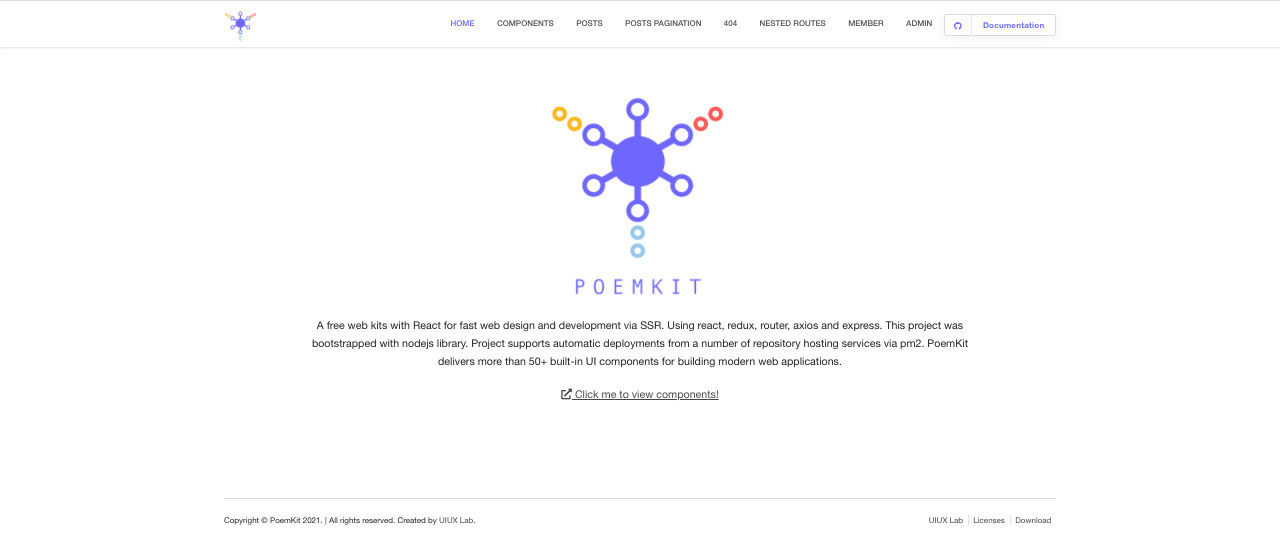 HOME COMPONENTS POSTS POSTS PAGINATION 404 NESTED ROUTES MEMBER ADMIN Documentation
POEMKIT
A free web kits with React for fast web design and development via SSR. Using react, redux, router, axios and express. This project was
bootstrapped with nodejs library. Project supports automatic deployments from a number of repository hosting services via pm2. PoemKit
delivers more than 50+ built-in UI components for building modern web applications.
Click me to view components!
Copyright © PoemKit 2021. | All rights reserved. Created by UIUX Lab. UIUX Lab | Licenses | Download